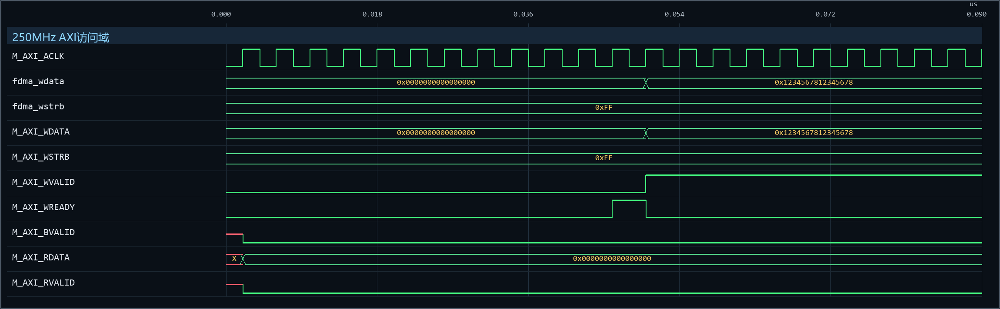 us
0.000 0.018 0.036 0.054 0.072 0.090
250MHz AXI访问域
M_AXI_ACLK
fdma_wdata 0x0000000000000000 0x1234567812345678
fdma_wstrb 0xFF
M_AXI_WDATA 0x0000000000000000 0x1234567812345678
M_AXI_WSTRB 0xFF
M_AXI_WVALID
M_AXI_WREADY
M_AXI_BVALID
M_AXI_RDATA X 0x0000000000000000
M_AXI_RVALID